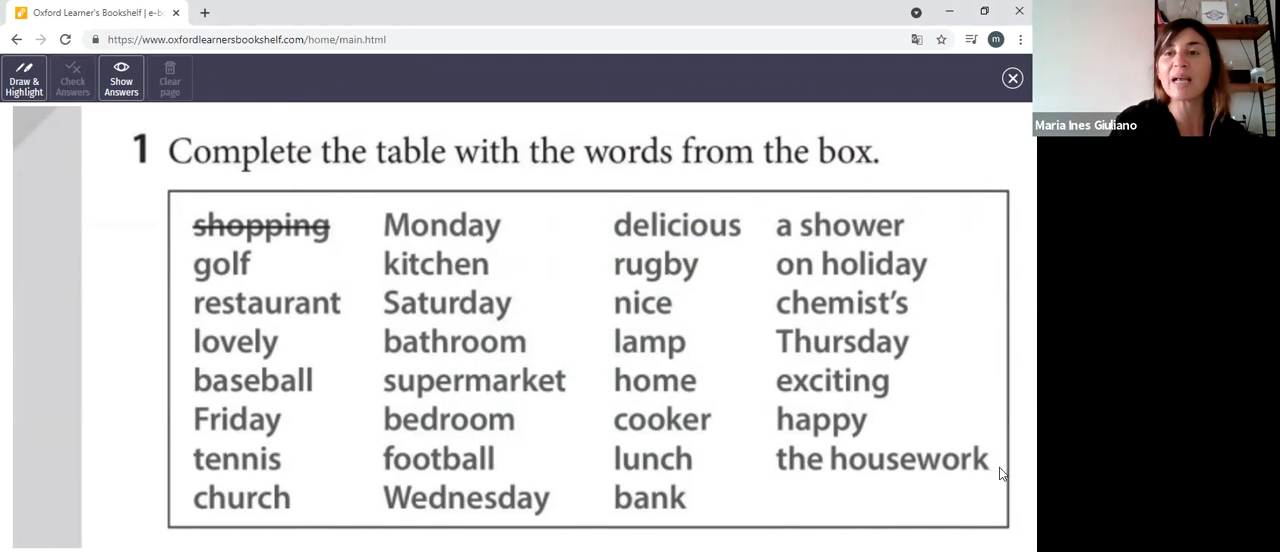 Oxford Learner's Bookshelf | e-bo
https://www.oxfordlearnersbookshelf.com/home/main.html
m
Draw & Highlight
Check Answers
Show Answers
Clear page
Maria Ines Giuliano
1 Complete the table with the words from the box.
shopping Monday delicious a shower
golf kitchen rugby on holiday
restaurant Saturday nice chemist's
lovely bathroom lamp Thursday
baseball supermarket home exciting
Friday bedroom cooker happy
tennis football lunch the housework
church Wednesday bank